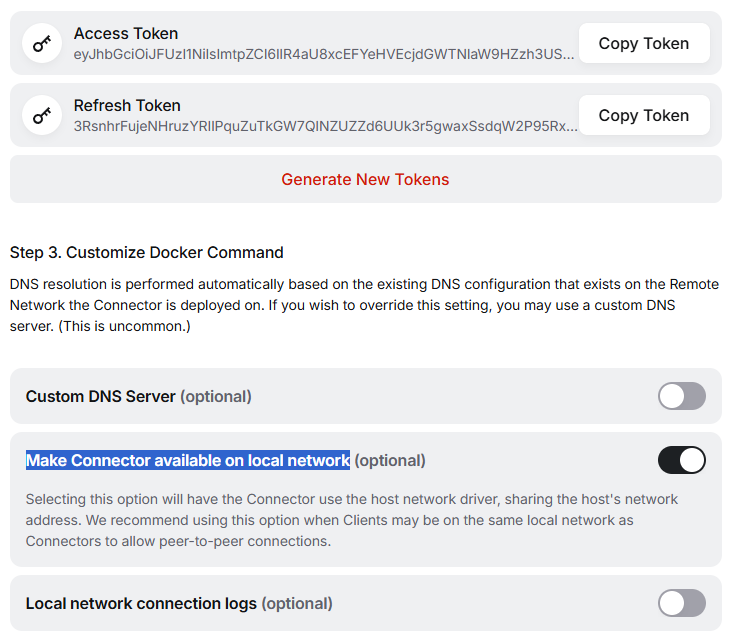 Access Token
eyJhbGciOiJFUzI1NiIsImtpZCI6IlR4aU8xcEFYeHVEcjdGWTNIaW9HZzh3US...
Copy Token
Refresh Token
3RsnhrFujeNHruzYRIlPquZuTkGW7QINZUZZd6UUk3r5gwaxSsdqW2P95Rx...
Copy Token
Generate New Tokens
Step 3. Customize Docker Command
DNS resolution is performed automatically based on the existing DNS configuration that exists on the Remote
Network the Connector is deployed on. If you wish to override this setting, you may use a custom DNS
server. (This is uncommon.)
Custom DNS Server (optional)
Make Connector available on local network (optional)
Selecting this option will have the Connector use the host network driver, sharing the host's network
address. We recommend using this option when Clients may be on the same local network as
Connectors to allow peer-to-peer connections.
Local network connection logs (optional)